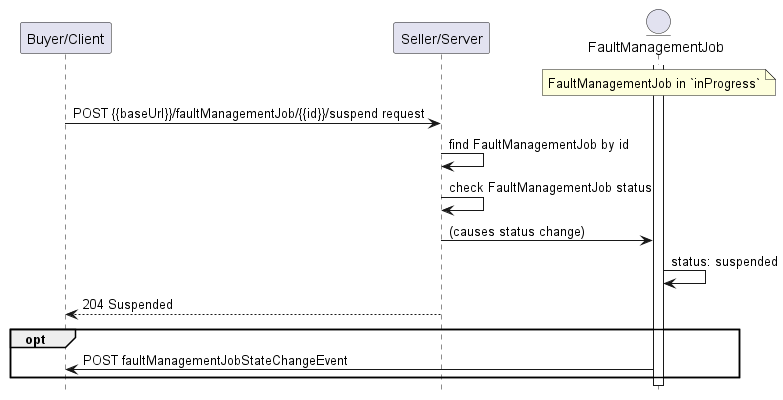 Buyer/Client
Seller/Server
FaultManagementJob
FaultManagementJob in `inProgress`
POST {{baseUrl}}/faultManagementJob/{{id}}/suspend request
find FaultManagementJob by id
check FaultManagementJob status
(causes status change)
status: suspended
204 Suspended
opt
POST faultManagementJobStateChangeEvent